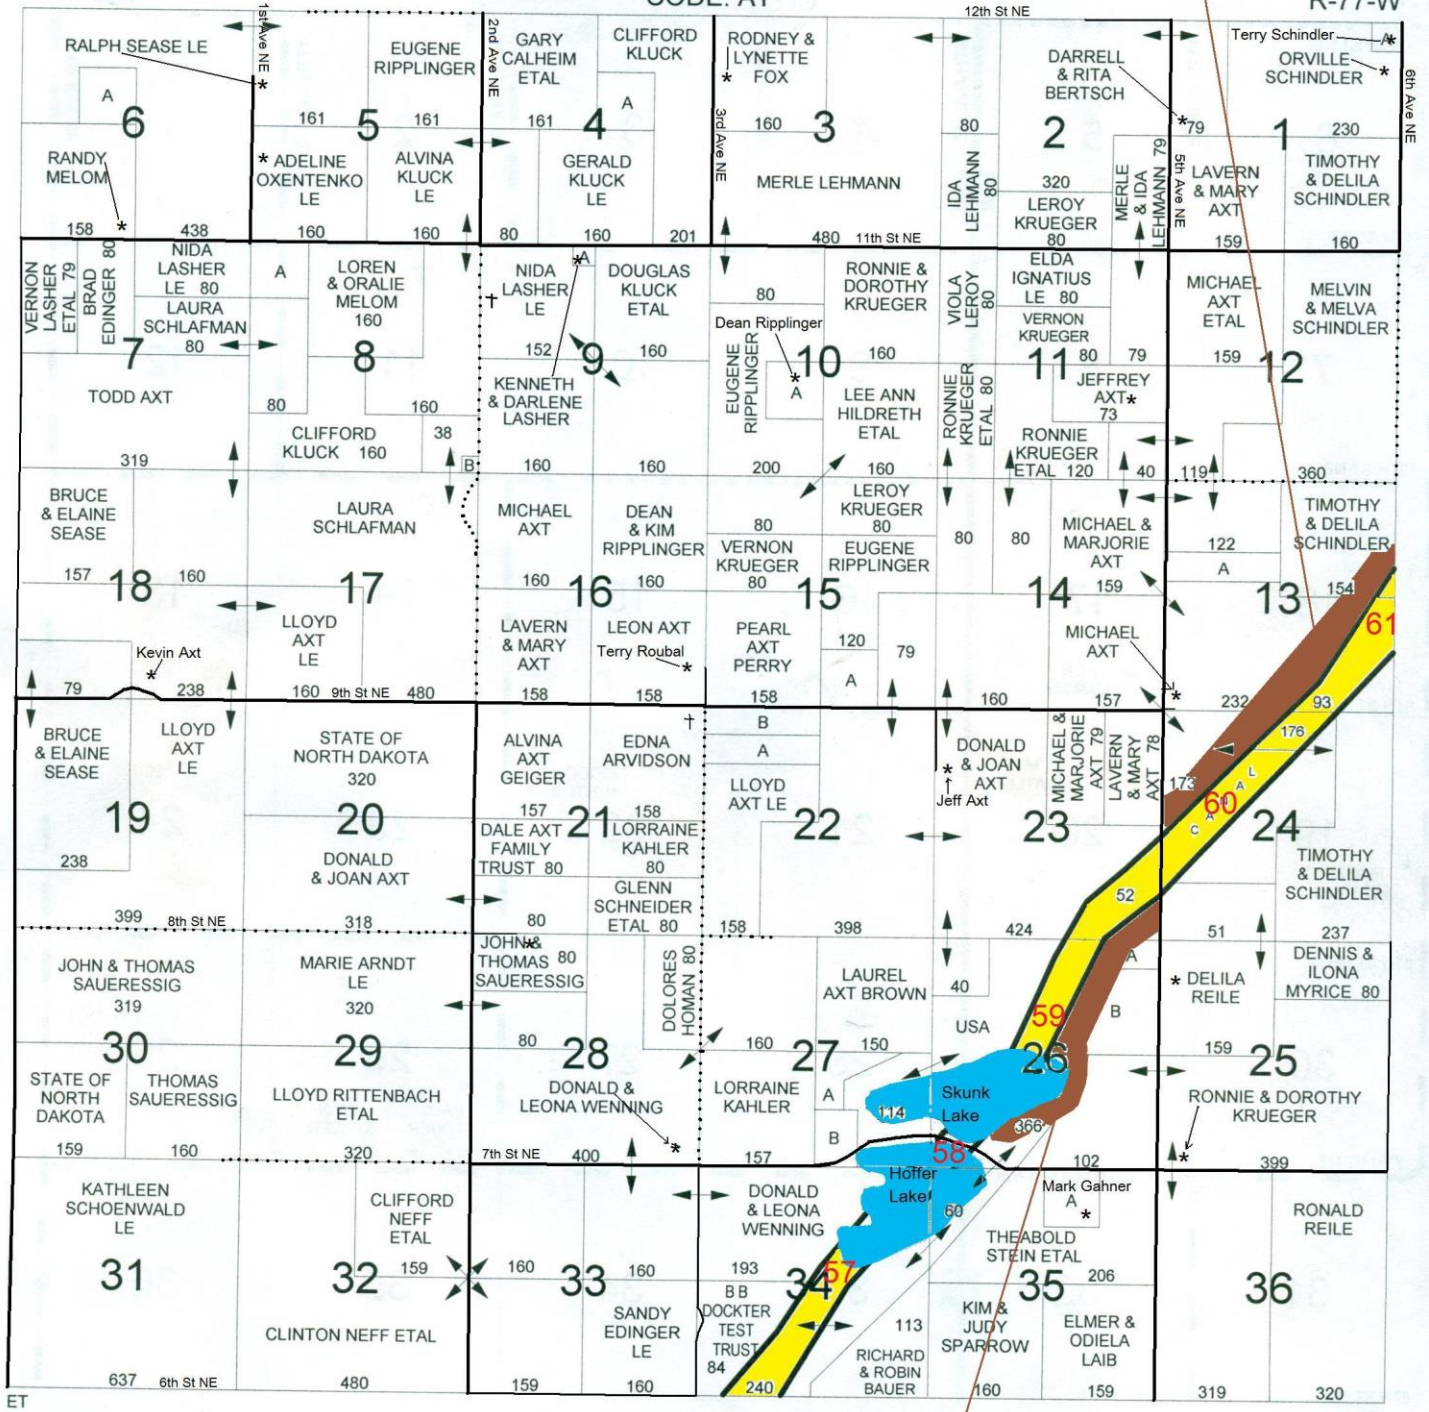 CODE: AY
R-77-W
12th St NE
1st Ave NE
2nd Ave NE
3rd Ave NE
5th Ave NE
6th Ave NE
RALPH SEASE LE
A
6
RANDY
MELOM
158
438
EUGENE
RIPPLINGER
161
5
161
ADELINE
OXENTENKO
LE
160
ALVINA
KLUCK
LE
160
GARY
CALHEIM
ETAL
161
CLIFFORD
KLUCK
A
4
GERALD
KLUCK
LE
80
160
201
RODNEY &
LYNETTE
FOX
160
3
MERLE LEHMANN
480
11th St NE
80
IDA
LEHMANN
80
DARRELL
& RITA
BERTSCH
2
320
LEROY
KRUEGER
80
MERLE
& IDA
LEHMANN 79
Terry Schindler
A
ORVILLE
SCHINDLER
79
1
230
LAVERN
& MARY
AXT
159
TIMOTHY
& DELILA
SCHINDLER
160
VERNON
LASHER
ETAL 79
BRAD
EDINGER 80
NIDA
LASHER
LE 80
LAURA
SCHLAFMAN
80
7
TODD AXT
319
A
LOREN
& ORALIE
MELOM
160
8
80
160
CLIFFORD
KLUCK 160
38
B
NIDA
LASHER
LE
152
A
DOUGLAS
KLUCK
ETAL
9
160
KENNETH
& DARLENE
LASHER
160
160
80
Dean Ripplinger
EUGENE
RIPPLINGER
A
200
10
RONNIE &
DOROTHY
KRUEGER
160
LEE ANN
HILDRETH
ETAL
160
VIOLA
LEROY
80
ELDA
IGNATIUS
LE 80
VERNON
KRUEGER
80
79
11
RONNIE
KRUEGER
ETAL 80
JEFFREY
AXT
73
RONNIE
KRUEGER
ETAL 120
40
MICHAEL
AXT
ETAL
159
12
MELVIN
& MELVA
SCHINDLER
119
360
BRUCE
& ELAINE
SEASE
157
18
160
79
238
Kevin Axt
LAURA
SCHLAFMAN
17
LLOYD
AXT
LE
160
9th St NE
480
MICHAEL
AXT
160
16
DEAN
& KIM
RIPPLINGER
160
LAVERN
& MARY
AXT
158
LEON AXT
Terry Roubal
158
80
VERNON
KRUEGER
80
LEROY
KRUEGER
80
EUGENE
RIPPLINGER
15
PEARL
AXT
PERRY
158
120
A
79
80
80
MICHAEL &
MARJORIE
AXT
159
14
MICHAEL
AXT
160
157
122
A
TIMOTHY
& DELILA
SCHINDLER
13
154
61
232
93
BRUCE
& ELAINE
SEASE
19
238
LLOYD
AXT
LE
399
8th St NE
STATE OF
NORTH DAKOTA
320
20
DONALD
& JOAN AXT
318
ALVINA
AXT
GEIGER
157
EDNA
ARVIDSON
158
21
DALE AXT
FAMILY
TRUST 80
LORRAINE
KAHLER
80
GLENN
SCHNEIDER
ETAL 80
80
B
A
LLOYD
AXT LE
22
158
398
DONALD
& JOAN
AXT
Jeff Axt
MICHAEL &
MARJORIE
AXT 79
LAVERN
& MARY
AXT 78
23
424
52
173
176
CANAL
60
24
TIMOTHY
& DELILA
SCHINDLER
51
237
JOHN & THOMAS
SAUERESSIG
319
30
STATE OF
NORTH
DAKOTA
159
THOMAS
SAUERESSIG
160
MARIE ARNDT
LE
320
29
LLOYD RITTENBACH
ETAL
320
JOHN &
THOMAS 80
SAUERESSIG
80
28
DOLORES
HOMAN 80
DONALD &
LEONA WENNING
7th St NE
400
LAUREL
AXT BROWN
160
27
150
LORRAINE
KAHLER
A
B
157
114
40
USA
59
26
A
B
Skunk
Lake
366
58
102
DELILA
REILE
DENNIS &
ILONA
MYRICE 80
159
25
RONNIE & DOROTHY
KRUEGER
399
KATHLEEN
SCHOENWALD
LE
31
637
6th St NE
CLIFFORD
NEFF
ETAL
32
159
CLINTON NEFF ETAL
480
160
33
160
SANDY
EDINGER
LE
159
160
DONALD
& LEONA
WENNING
193
34
57
B B
DOCKTER
TEST
TRUST
84
240
Hoffer
Lake
60
113
RICHARD
& ROBIN
BAUER
Mark Gahner
A
THEABOLD
STEIN ETAL
35
206
KIM &
JUDY
SPARROW
160
ELMER &
ODIELA
LAIB
159
RONALD
REILE
36
319
320
ET